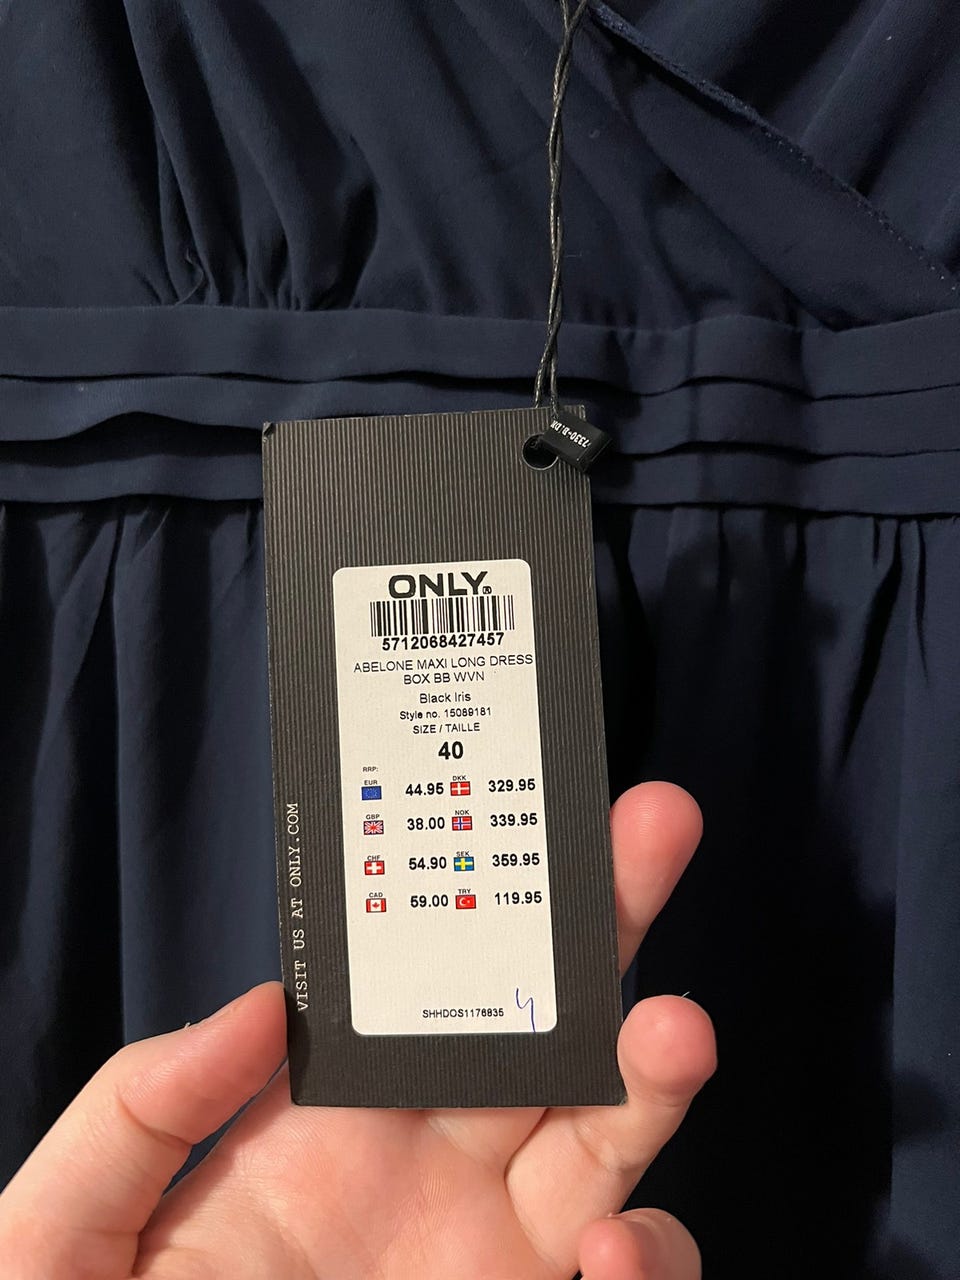 7330-B.DK
ONLY®
5712068427457
ABELONE MAXI LONG DRESS
BOX BB WVN
Black Iris
Style no. 15089181
SIZE / TAILLE
40
RRP:
EUR 44.95 DKK 329.95
GBP 38.00 NOK 339.95
CHF 54.90 SEK 359.95
CAD 59.00 TRY 119.95
SHHDOS1176835
VISIT US AT ONLY.COM